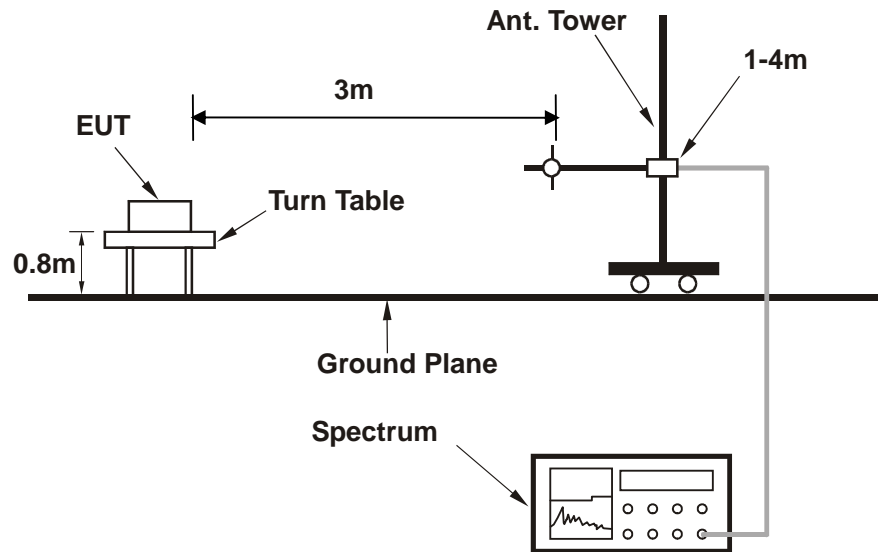 Ant. Tower
1-4m
3m
EUT
Turn Table
0.8m
Ground Plane
Spectrum